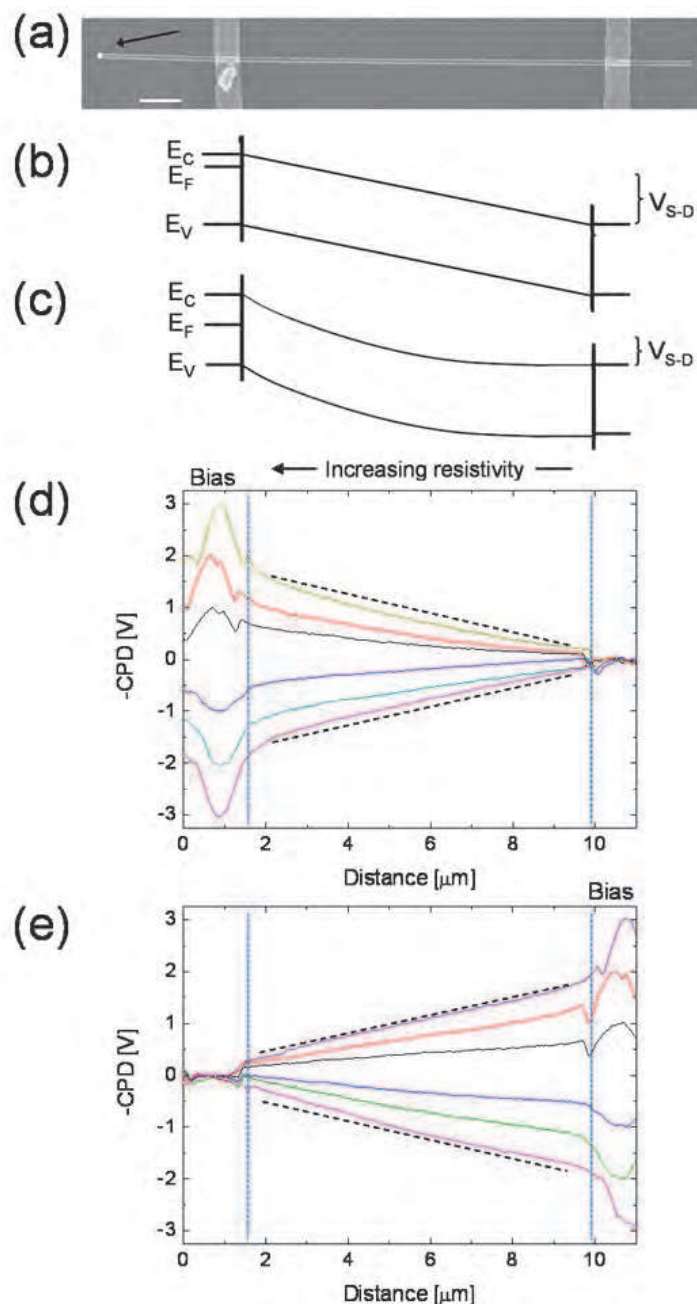 (a)
(b)
E_C
E_F
E_V
V_S-D
(c)
E_C
E_F
E_V
V_S-D
Increasing resistivity
(d)
Bias
3
2
1
0
-1
-2
-3
-CPD [V]
0 2 4 6 8 10
Distance [μm]
(e)
Bias
3
2
1
0
-1
-2
-3
-CPD [V]
0 2 4 6 8 10
Distance [μm]